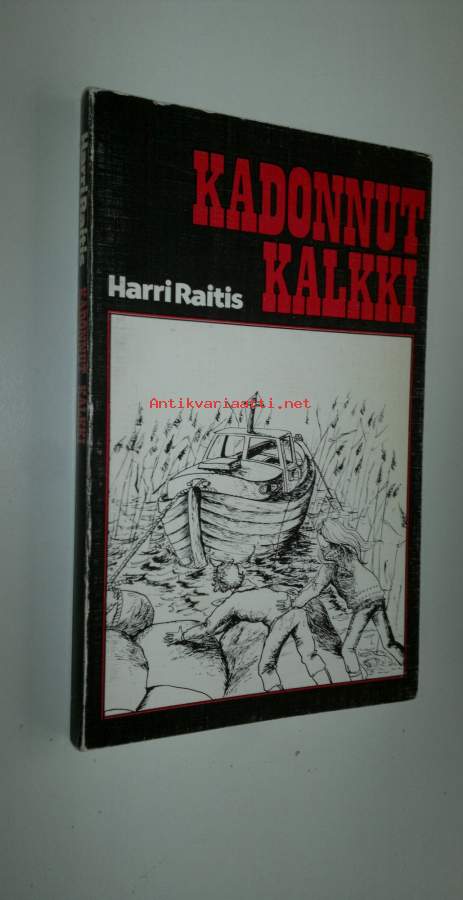 KADONNUT
KALKKI
Harri Raitis
Antikvariaatti.net
Harri Raitis KADONNUT KALKKI